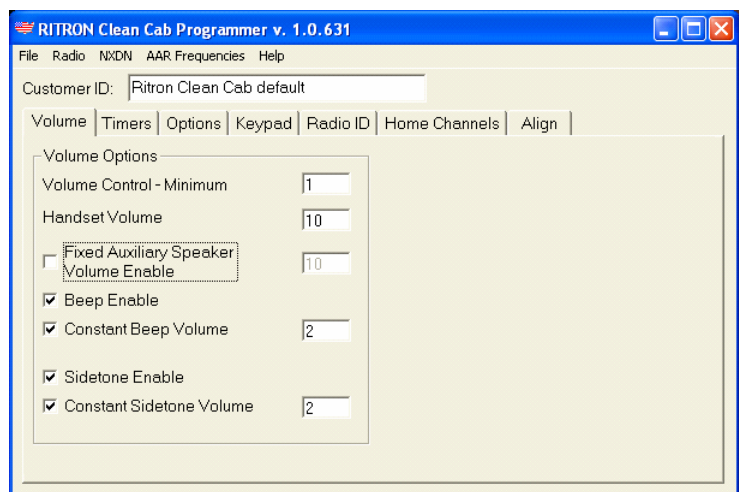 RITRON Clean Cab Programmer v. 1.0.631
File Radio NXDN AAR Frequencies Help
Customer ID: Ritron Clean Cab default
Volume Timers Options Keypad Radio ID Home Channels Align
Volume Options
Volume Control - Minimum 1
Handset Volume 10
Fixed Auxiliary Speaker
Volume Enable 10
Beep Enable
Constant Beep Volume 2
Sidetone Enable
Constant Sidetone Volume 2